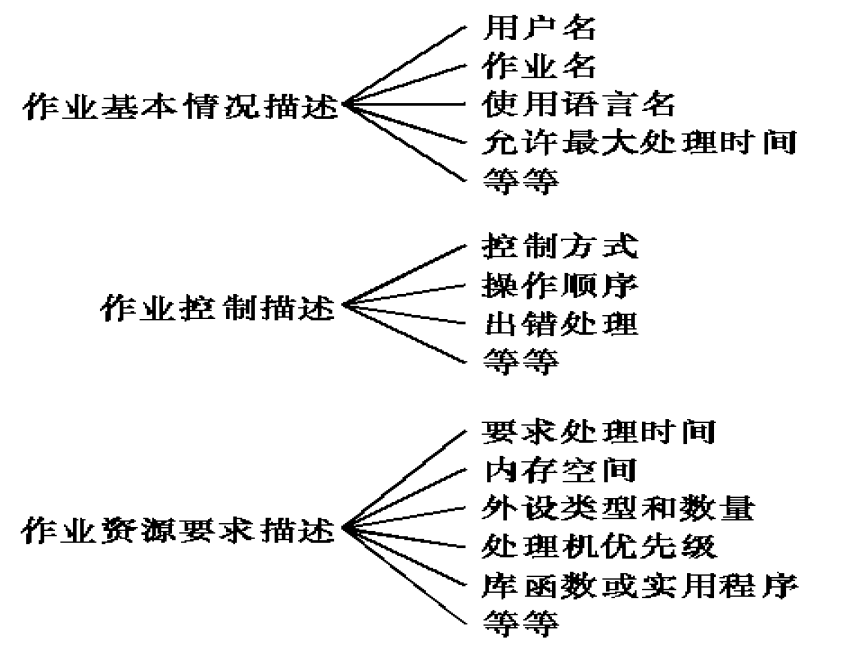 作业基本情况描述
用户名
作业名
使用语言名
允许最大处理时间
等等
作业控制描述
控制方式
操作顺序
出错处理
等等
作业资源要求描述
要求处理时间
内存空间
外设类型和数量
处理机优先级
库函数或实用程序
等等